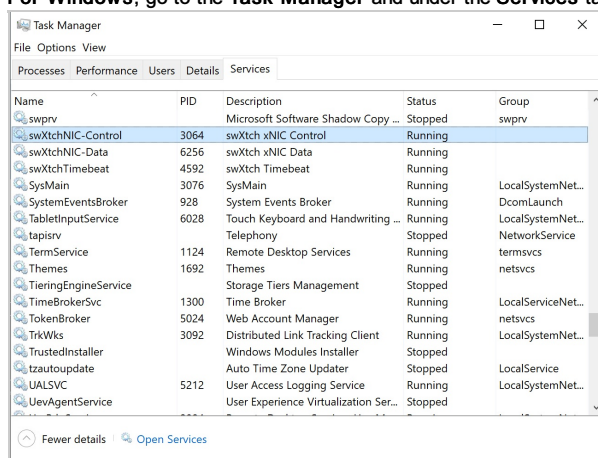 For Windows, go to the Task Manager and under the Services ta
Task Manager
File Options View
Processes Performance Users Details Services
Name PID Description Status Group
swprv Microsoft Software Shadow Copy ... Stopped swprv
swXtchNIC-Control 3064 swXtch xNIC Control Running
swXtchNIC-Data 6256 swXtch xNIC Data Running
swXtchTimebeat 4592 swXtch Timebeat Running
SysMain 3076 SysMain Running LocalSystemNet...
SystemEventsBroker 928 System Events Broker Running DcomLaunch
TabletInputService 6028 Touch Keyboard and Handwriting ... Running LocalSystemNet...
tapisrv Telephony Stopped NetworkService
TermService 1124 Remote Desktop Services Running termsvcs
Themes 1692 Themes Running netsvcs
TieringEngineService Storage Tiers Management Stopped
TimeBrokerSvc 1300 Time Broker Running LocalServiceNet...
TokenBroker 5024 Web Account Manager Running netsvcs
TrkWks 3092 Distributed Link Tracking Client Running LocalSystemNet...
TrustedInstaller Windows Modules Installer Stopped
tzautoupdate Auto Time Zone Updater Stopped LocalService
UALSVC 5212 User Access Logging Service Running LocalSystemNet...
UevAgentService User Experience Virtualization Ser... Stopped
Fewer details Open Services